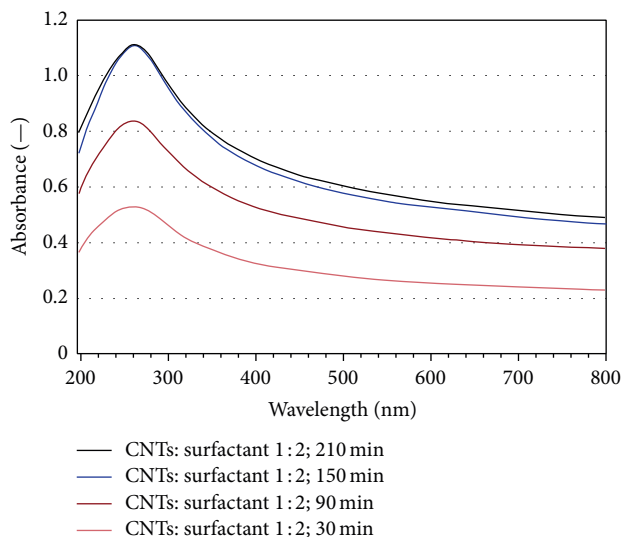 1.2
1.0
0.8
0.6
0.4
0.2
0
Absorbance (—)
200 300 400 500 600 700 800
Wavelength (nm)
CNTs: surfactant 1 : 2; 210 min
CNTs: surfactant 1 : 2; 150 min
CNTs: surfactant 1 : 2; 90 min
CNTs: surfactant 1 : 2; 30 min